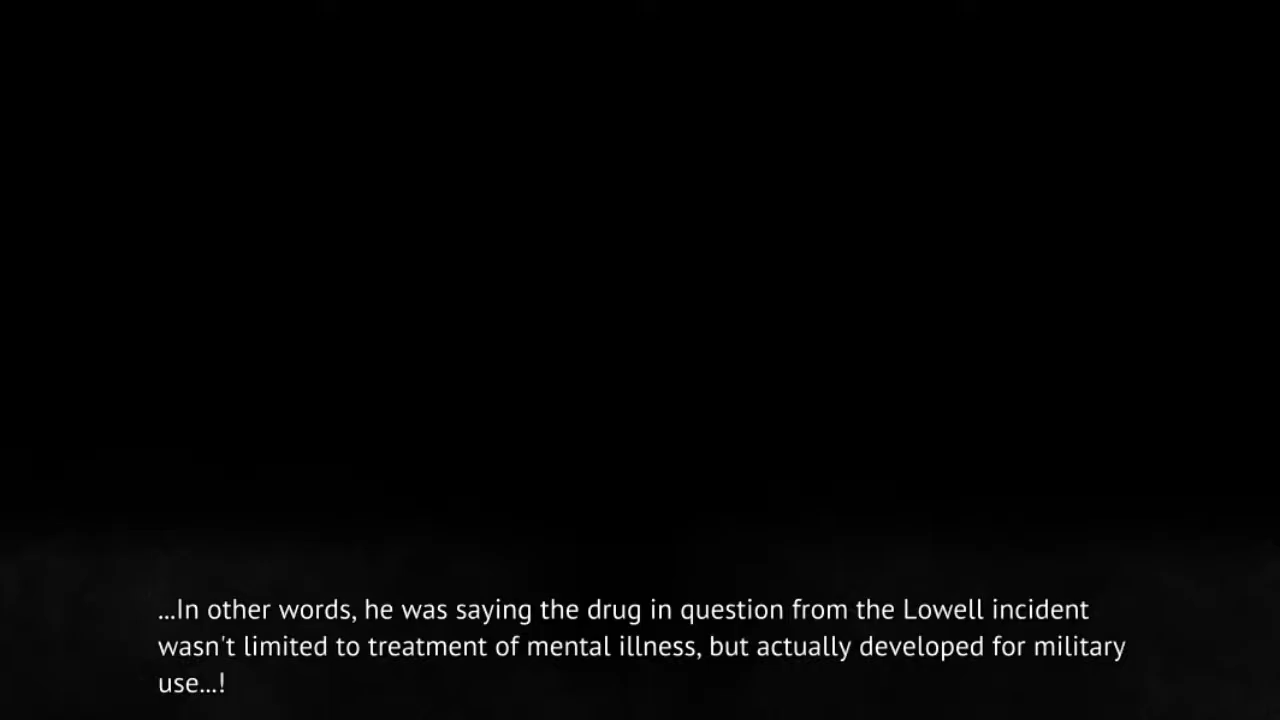 ...In other words, he was saying the drug in question from the Lowell incident
wasn't limited to treatment of mental illness, but actually developed for military
use...!